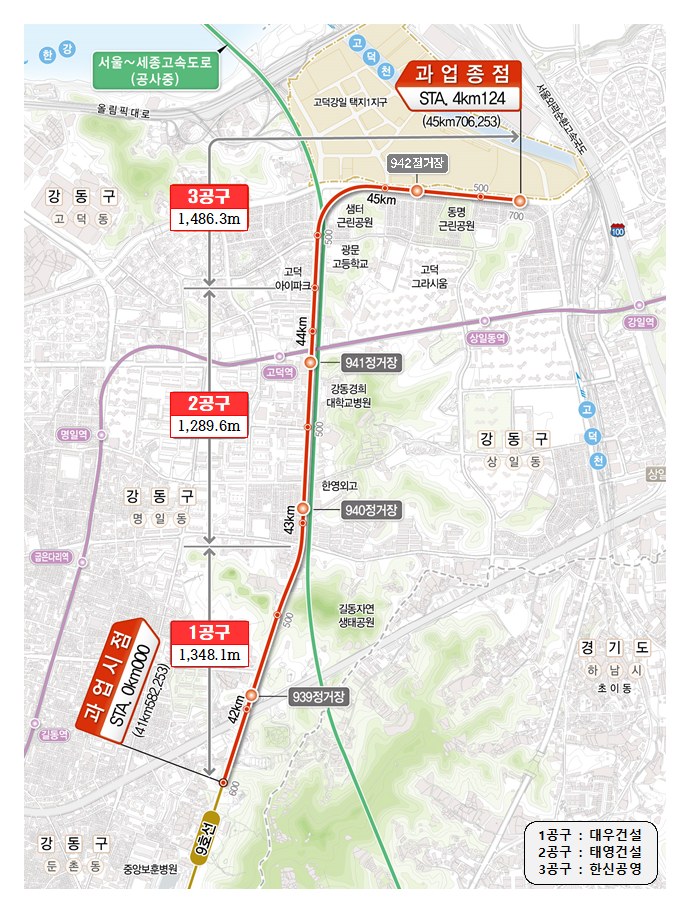 한 강
서울~세종고속도로
(공사중)
올림픽대로
고 덕 천
고덕강일 택지1지구
과 업 종 점
STA. 4km124
(45km706,253)
서울외곽순환고속국도
942정거장
3공구
1,486.3m
강 동 구
고 덕 동
45km
500
700
샘터
근린공원
동명
근린공원
500
광문
고등학교
100
고덕
아이파크
고덕
그라시움
44km
강일역
상일동역
고덕역
941정거장
강동경희
대학교병원
2공구
1,289.6m
500
명일역
강 동 구
상 일 동
고 덕 천
상일
한영외고
강 동 구
명 일 동
43km
940정거장
굽은다리역
길동자연
생태공원
500
1공구
1,348.1m
과 업 시 점
STA. 0km000
(41km582,253)
경 기 도
하 남 시
초이동
939정거장
42km
길동역
600
9호선
강 동 구
둔 촌 동
중앙보훈병원
1공구 : 대우건설
2공구 : 태영건설
3공구 : 한신공영